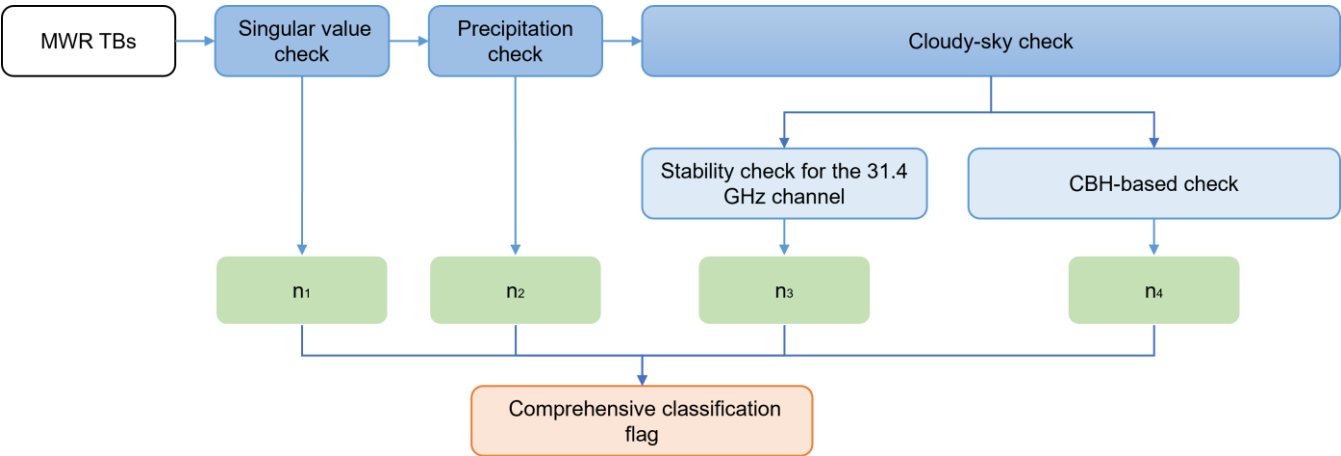 MWR TBs
Singular value
check
Precipitation
check
Cloudy-sky check
Stability check for the 31.4
GHz channel
CBH-based check
n₁
n₂
n₃
n₄
Comprehensive classification
flag